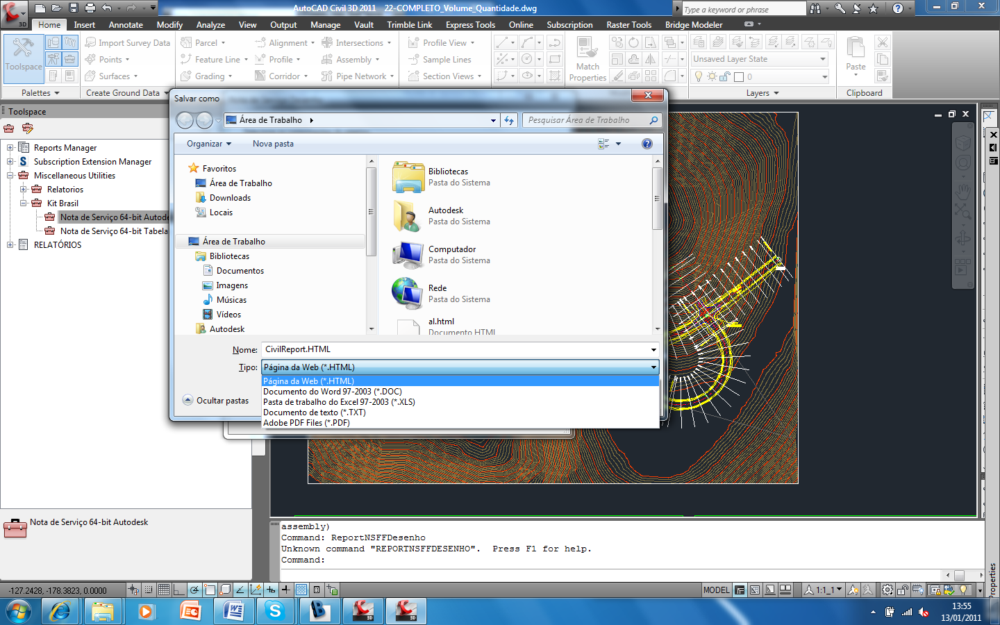 AutoCAD Civil 3D 2011 22-COMPLETO_Volume_Quantidade.dwg
Type a keyword or phrase
3D
Home Insert Annotate Modify Analyze View Output Manage Vault Trimble Link Express Tools Online Subscription Raster Tools Bridge Modeler
Toolspace
Import Survey Data
Points
Surfaces
Parcel
Feature Line
Grading
Alignment
Profile
Corridor
Intersections
Assembly
Pipe Network
Profile View
Sample Lines
Section Views
Match
Properties
Unsaved Layer State
0
Paste
Palettes
Create Ground Data
Layers
Clipboard
Toolspace
Reports Manager
Subscription Extension Manager
Miscellaneous Utilities
Relatorios
Kit Brasil
Nota de Serviço 64-bit Autode
Nota de Serviço 64-bit Tabela
RELATÓRIOS
Nota de Serviço 64-bit Autodesk
Salvar como
Área de Trabalho
Pesquisar Área de Trabalho
Organizar
Nova pasta
Favoritos
Área de Trabalho
Downloads
Locais
Área de Trabalho
Bibliotecas
Documentos
Imagens
Músicas
Vídeos
Autodesk
Bibliotecas
Pasta do Sistema
Autodesk
Pasta do Sistema
Computador
Pasta do Sistema
Rede
Pasta do Sistema
al.html
Documento HTML
Nome: CivilReport.HTML
Tipo: Página da Web (*.HTML)
Página da Web (*.HTML)
Documento do Word 97-2003 (*.DOC)
Pasta de trabalho do Excel 97-2003 (*.XLS)
Documento de texto (*.TXT)
Adobe PDF Files (*.PDF)
Ocultar pastas
assembly)
Command: ReportNSFFDesenho
Unknown command "REPORTNSFFDESENHO".  Press F1 for help.
Command:
Properties
-127.2428, -178.3823, 0.0000
MODEL
1:1_1
13:55
13/01/2011